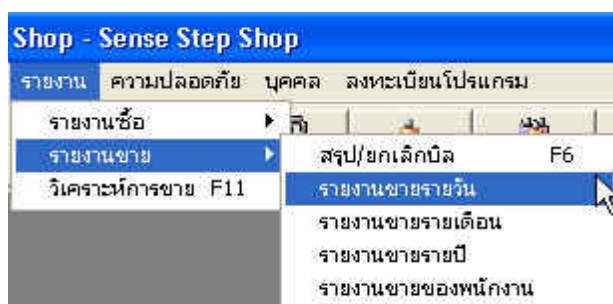 Shop - Sense Step Shop
รายงาน ความปลอดภัย บุคคล ลงทะเบียนโปรแกรม
รายงานซื้อ
รายงานขาย
วิเคราะห์การขาย F11
สรุป/ยกเลิกบิล F6
รายงานขายรายวัน
รายงานขายรายเดือน
รายงานขายรายปี
รายงานขายของพนักงาน